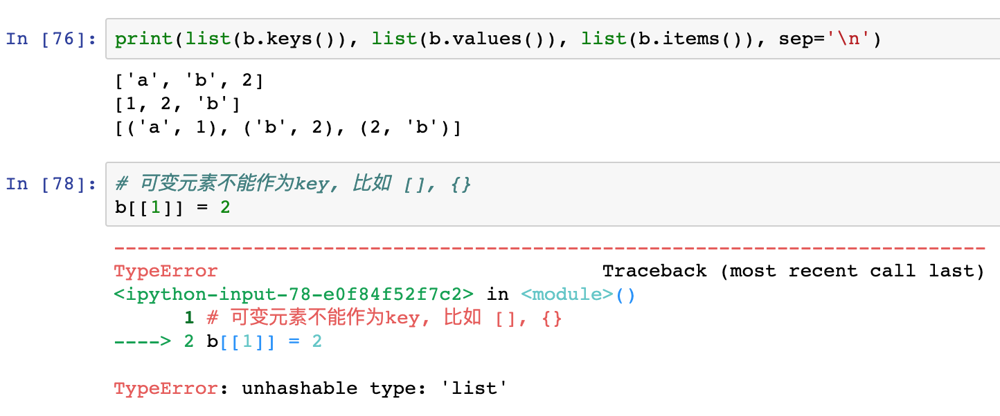 In [76]: print(list(b.keys()), list(b.values()), list(b.items()), sep='\n')
['a', 'b', 2]
[1, 2, 'b']
[('a', 1), ('b', 2), (2, 'b')]
In [78]: # 可变元素不能作为key, 比如 [], {}
b[[1]] = 2
---------------------------------------------------------------------------
TypeError                                 Traceback (most recent call last)
<ipython-input-78-e0f84f52f7c2> in <module>()
      1 # 可变元素不能作为key, 比如 [], {}
----> 2 b[[1]] = 2
TypeError: unhashable type: 'list'